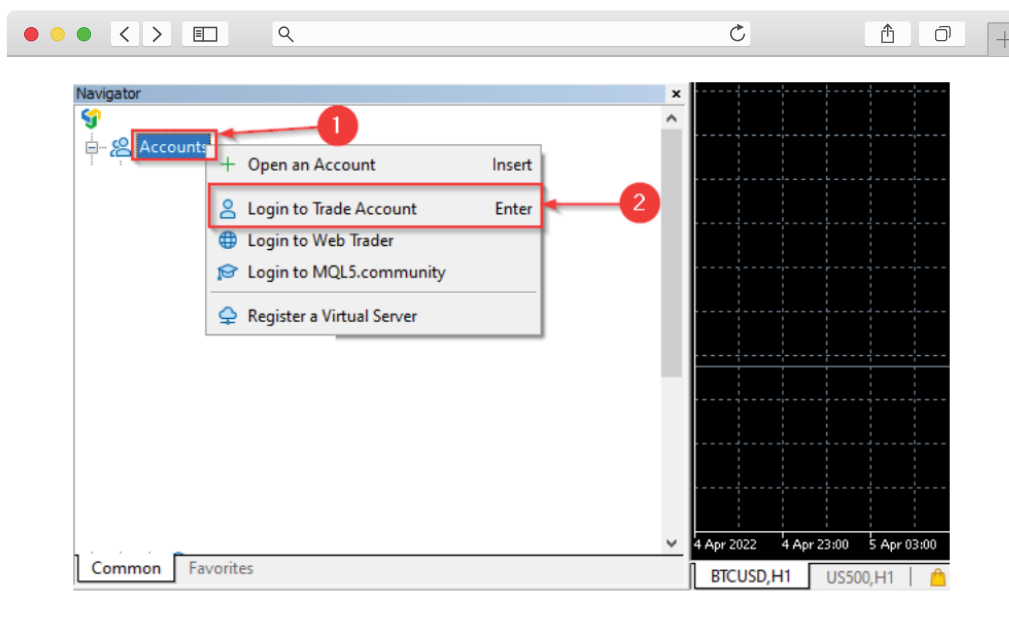 Navigator
1
Accounts
Open an Account Insert
Login to Trade Account Enter
2
Login to Web Trader
Login to MQL5.community
Register a Virtual Server
4 Apr 2022 4 Apr 23:00 5 Apr 03:00
Common Favorites
BTCUSD,H1 US500,H1